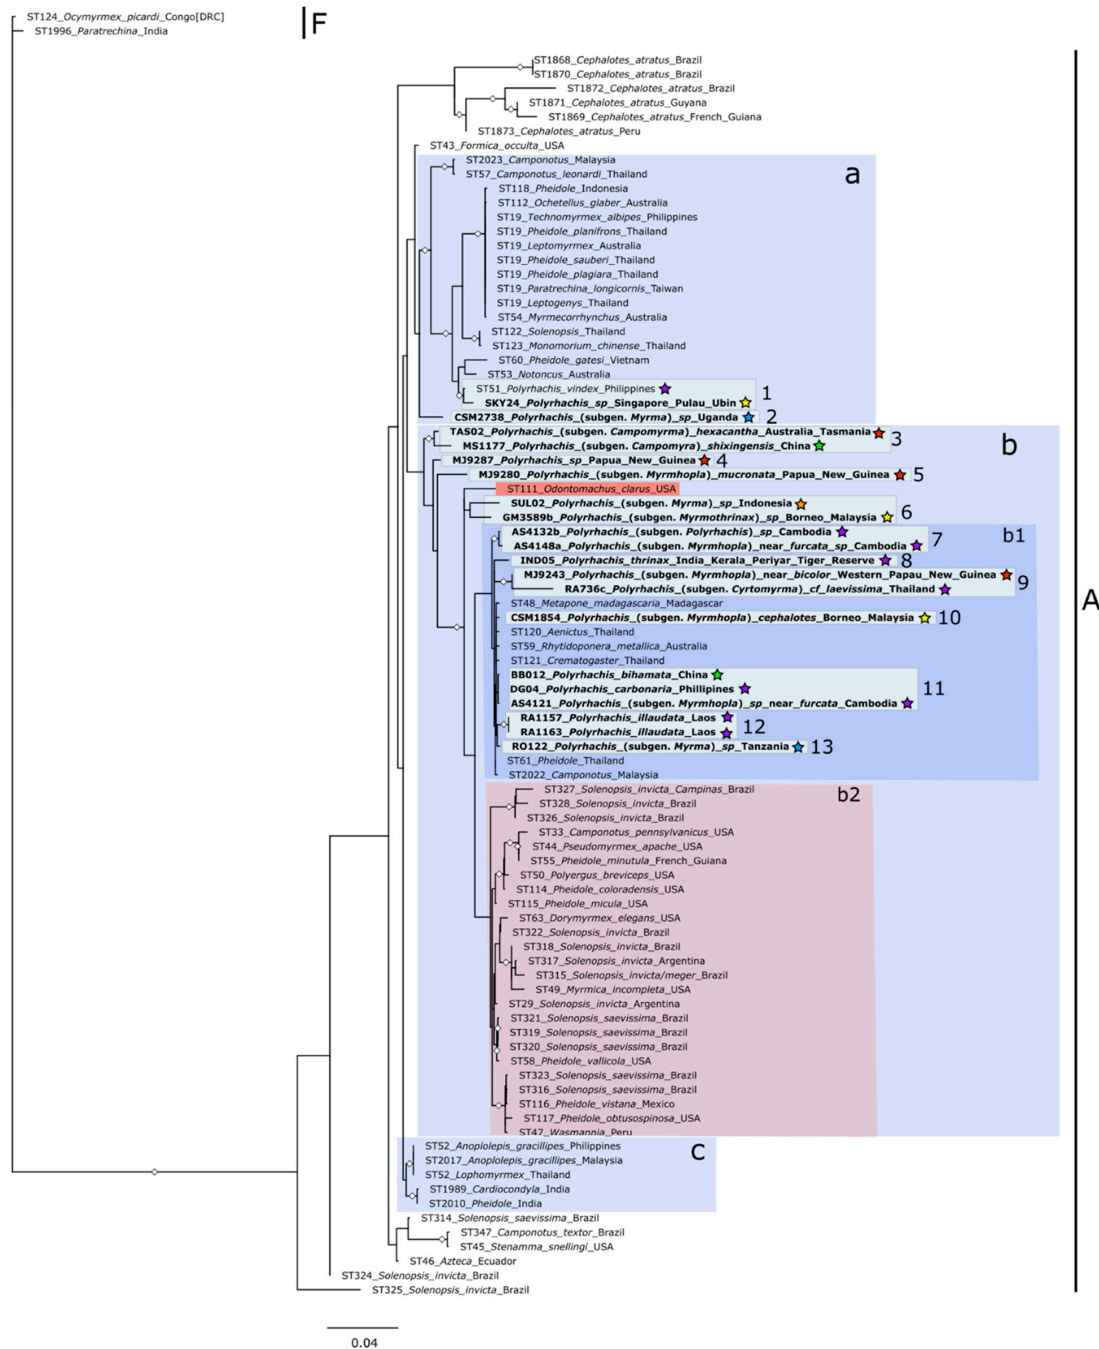 ST124_Ocymyrmex_picardi_Congo[DRC]
F
ST1996_Paratrechina_India
ST1868_Cephalotes_atratus_Brazil
ST1870_Cephalotes_atratus_Brazil
ST1872_Cephalotes_atratus_Brazil
ST1871_Cephalotes_atratus_Guyana
ST1869_Cephalotes_atratus_French_Guiana
ST1873_Cephalotes_atratus_Peru
ST43_Formica_occulta_USA
ST2023_Camponotus_Malaysia
a
ST57_Camponotus_leonardi_Thailand
ST118_Pheidole_Indonesia
ST112_Ochetellus_glaber_Australia
ST19_Technomyrmex_albipes_Philippines
ST19_Pheidole_planifrons_Thailand
ST19_Leptomyrmex_Australia
ST19_Pheidole_sauberi_Thailand
ST19_Pheidole_plagiara_Thailand
ST19_Paratrechina_longicornis_Taiwan
ST19_Leptogenys_Thailand
ST54_Myrmecorrhynchus_Australia
ST122_Solenopsis_Thailand
ST123_Monomorium_chinense_Thailand
ST60_Pheidole_gatesi_Vietnam
ST53_Notoncus_Australia
ST51_Polyrhachis_vindex_Philippines
1
SKY24_Polyrhachis_sp_Singapore_Pulau_Ubin
CSM2738_Polyrhachis_(subgen. Myrma)_sp_Uganda 2
TAS02_Polyrhachis_(subgen. Campomyrma)_hexacantha_Australia_Tasmania 3
b
MS1177_Polyrhachis_(subgen. Campomyra)_shixingensis_China
MJ9287_Polyrhachis_sp_Papua_New_Guinea 4
MJ9280_Polyrhachis_(subgen. Myrmhopla)_mucronata_Papua_New_Guinea 5
ST111_Odontomachus_clarus_USA
SUL02_Polyrhachis_(subgen. Myrma)_sp_Indonesia
6
GM3589b_Polyrhachis_(subgen. Myrmothrinax)_sp_Borneo_Malaysia
b1
AS4132b_Polyrhachis_(subgen. Polyrhachis)_sp_Cambodia
7
AS4148a_Polyrhachis_(subgen. Myrmhopla)_near_furcata_sp_Cambodia
IND05_Polyrhachis_thrinax_India_Kerala_Periyar_Tiger_Reserve 8
MJ9243_Polyrhachis_(subgen. Myrmhopla)_near_bicolor_Western_Papau_New_Guinea
9
RA736c_Polyrhachis_(subgen. Cyrtomyrma)_cf_laevissima_Thailand
ST48_Metapone_madagascaria_Madagascar
CSM1854_Polyrhachis_(subgen. Myrmhopla)_cephalotes_Borneo_Malaysia 10
A
ST120_Aenictus_Thailand
ST59_Rhytidoponera_metallica_Australia
ST121_Crematogaster_Thailand
BB012_Polyrhachis_bihamata_China
DG04_Polyrhachis_carbonaria_Phillipines 11
AS4121_Polyrhachis_(subgen. Myrmhopla)_sp_near_furcata_Cambodia
RA1157_Polyrhachis_illaudata_Laos
12
RA1163_Polyrhachis_illaudata_Laos
RO122_Polyrhachis_(subgen. Myrma)_sp_Tanzania 13
ST61_Pheidole_Thailand
ST2022_Camponotus_Malaysia
ST327_Solenopsis_invicta_Campinas_Brazil
b2
ST328_Solenopsis_invicta_Brazil
ST326_Solenopsis_invicta_Brazil
ST33_Camponotus_pennsylvanicus_USA
ST44_Pseudomyrmex_apache_USA
ST55_Pheidole_minutula_French_Guiana
ST50_Polyergus_breviceps_USA
ST114_Pheidole_coloradensis_USA
ST115_Pheidole_micula_USA
ST63_Dorymyrmex_elegans_USA
ST322_Solenopsis_invicta_Brazil
ST318_Solenopsis_invicta_Brazil
ST317_Solenopsis_invicta_Argentina
ST315_Solenopsis_invicta/meger_Brazil
ST49_Myrmica_incompleta_USA
ST29_Solenopsis_invicta_Argentina
ST321_Solenopsis_saevissima_Brazil
ST319_Solenopsis_saevissima_Brazil
ST320_Solenopsis_saevissima_Brazil
ST58_Pheidole_vallicola_USA
ST323_Solenopsis_saevissima_Brazil
ST316_Solenopsis_saevissima_Brazil
ST116_Pheidole_vistana_Mexico
ST117_Pheidole_obtusospinosa_USA
ST47_Wasmannia_Peru
ST52_Anoplolepis_gracillipes_Philippines
c
ST2017_Anoplolepis_gracillipes_Malaysia
ST52_Lophomyrmex_Thailand
ST1989_Cardiocondyla_India
ST2010_Pheidole_India
ST314_Solenopsis_saevissima_Brazil
ST347_Camponotus_textor_Brazil
ST45_Stenamma_snellingi_USA
ST46_Azteca_Ecuador
ST324_Solenopsis_invicta_Brazil
ST325_Solenopsis_invicta_Brazil
0.04